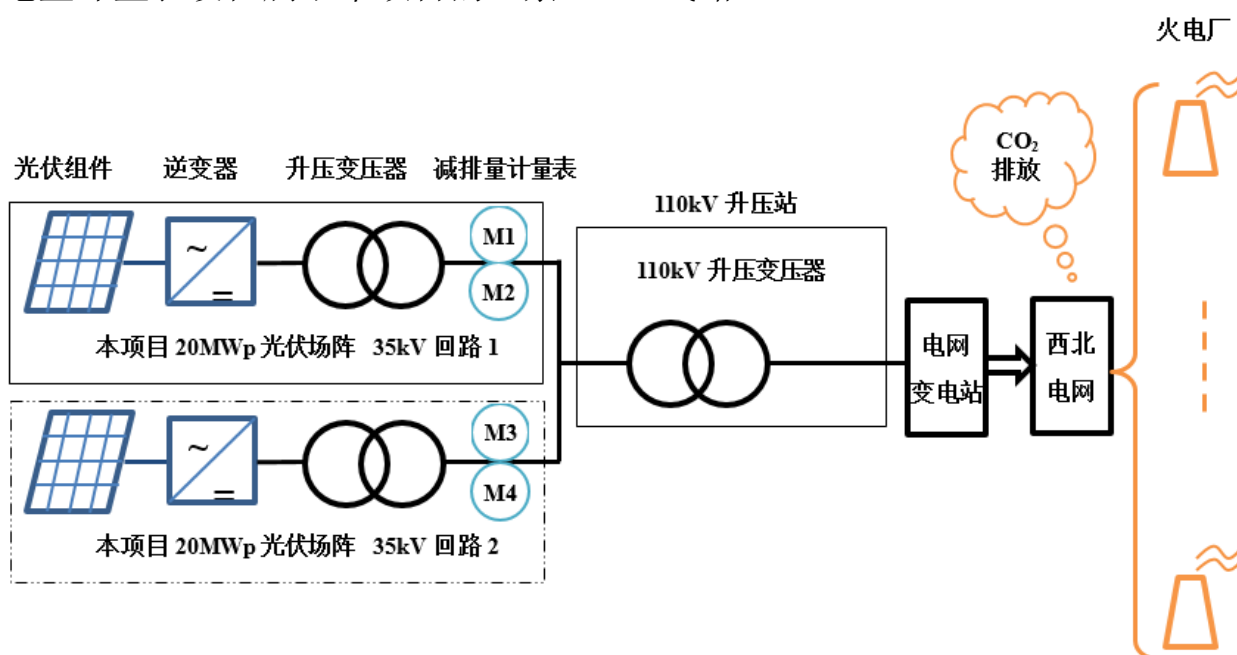 火电厂
CO₂
排放
光伏组件 逆变器 升压变压器 减排量计量表
110kV 升压站
M1
M2
110kV 升压变压器
本项目 20MWp 光伏场阵 35kV 回路 1
电网
变电站
西北
电网
M3
M4
本项目 20MWp 光伏场阵 35kV 回路 2